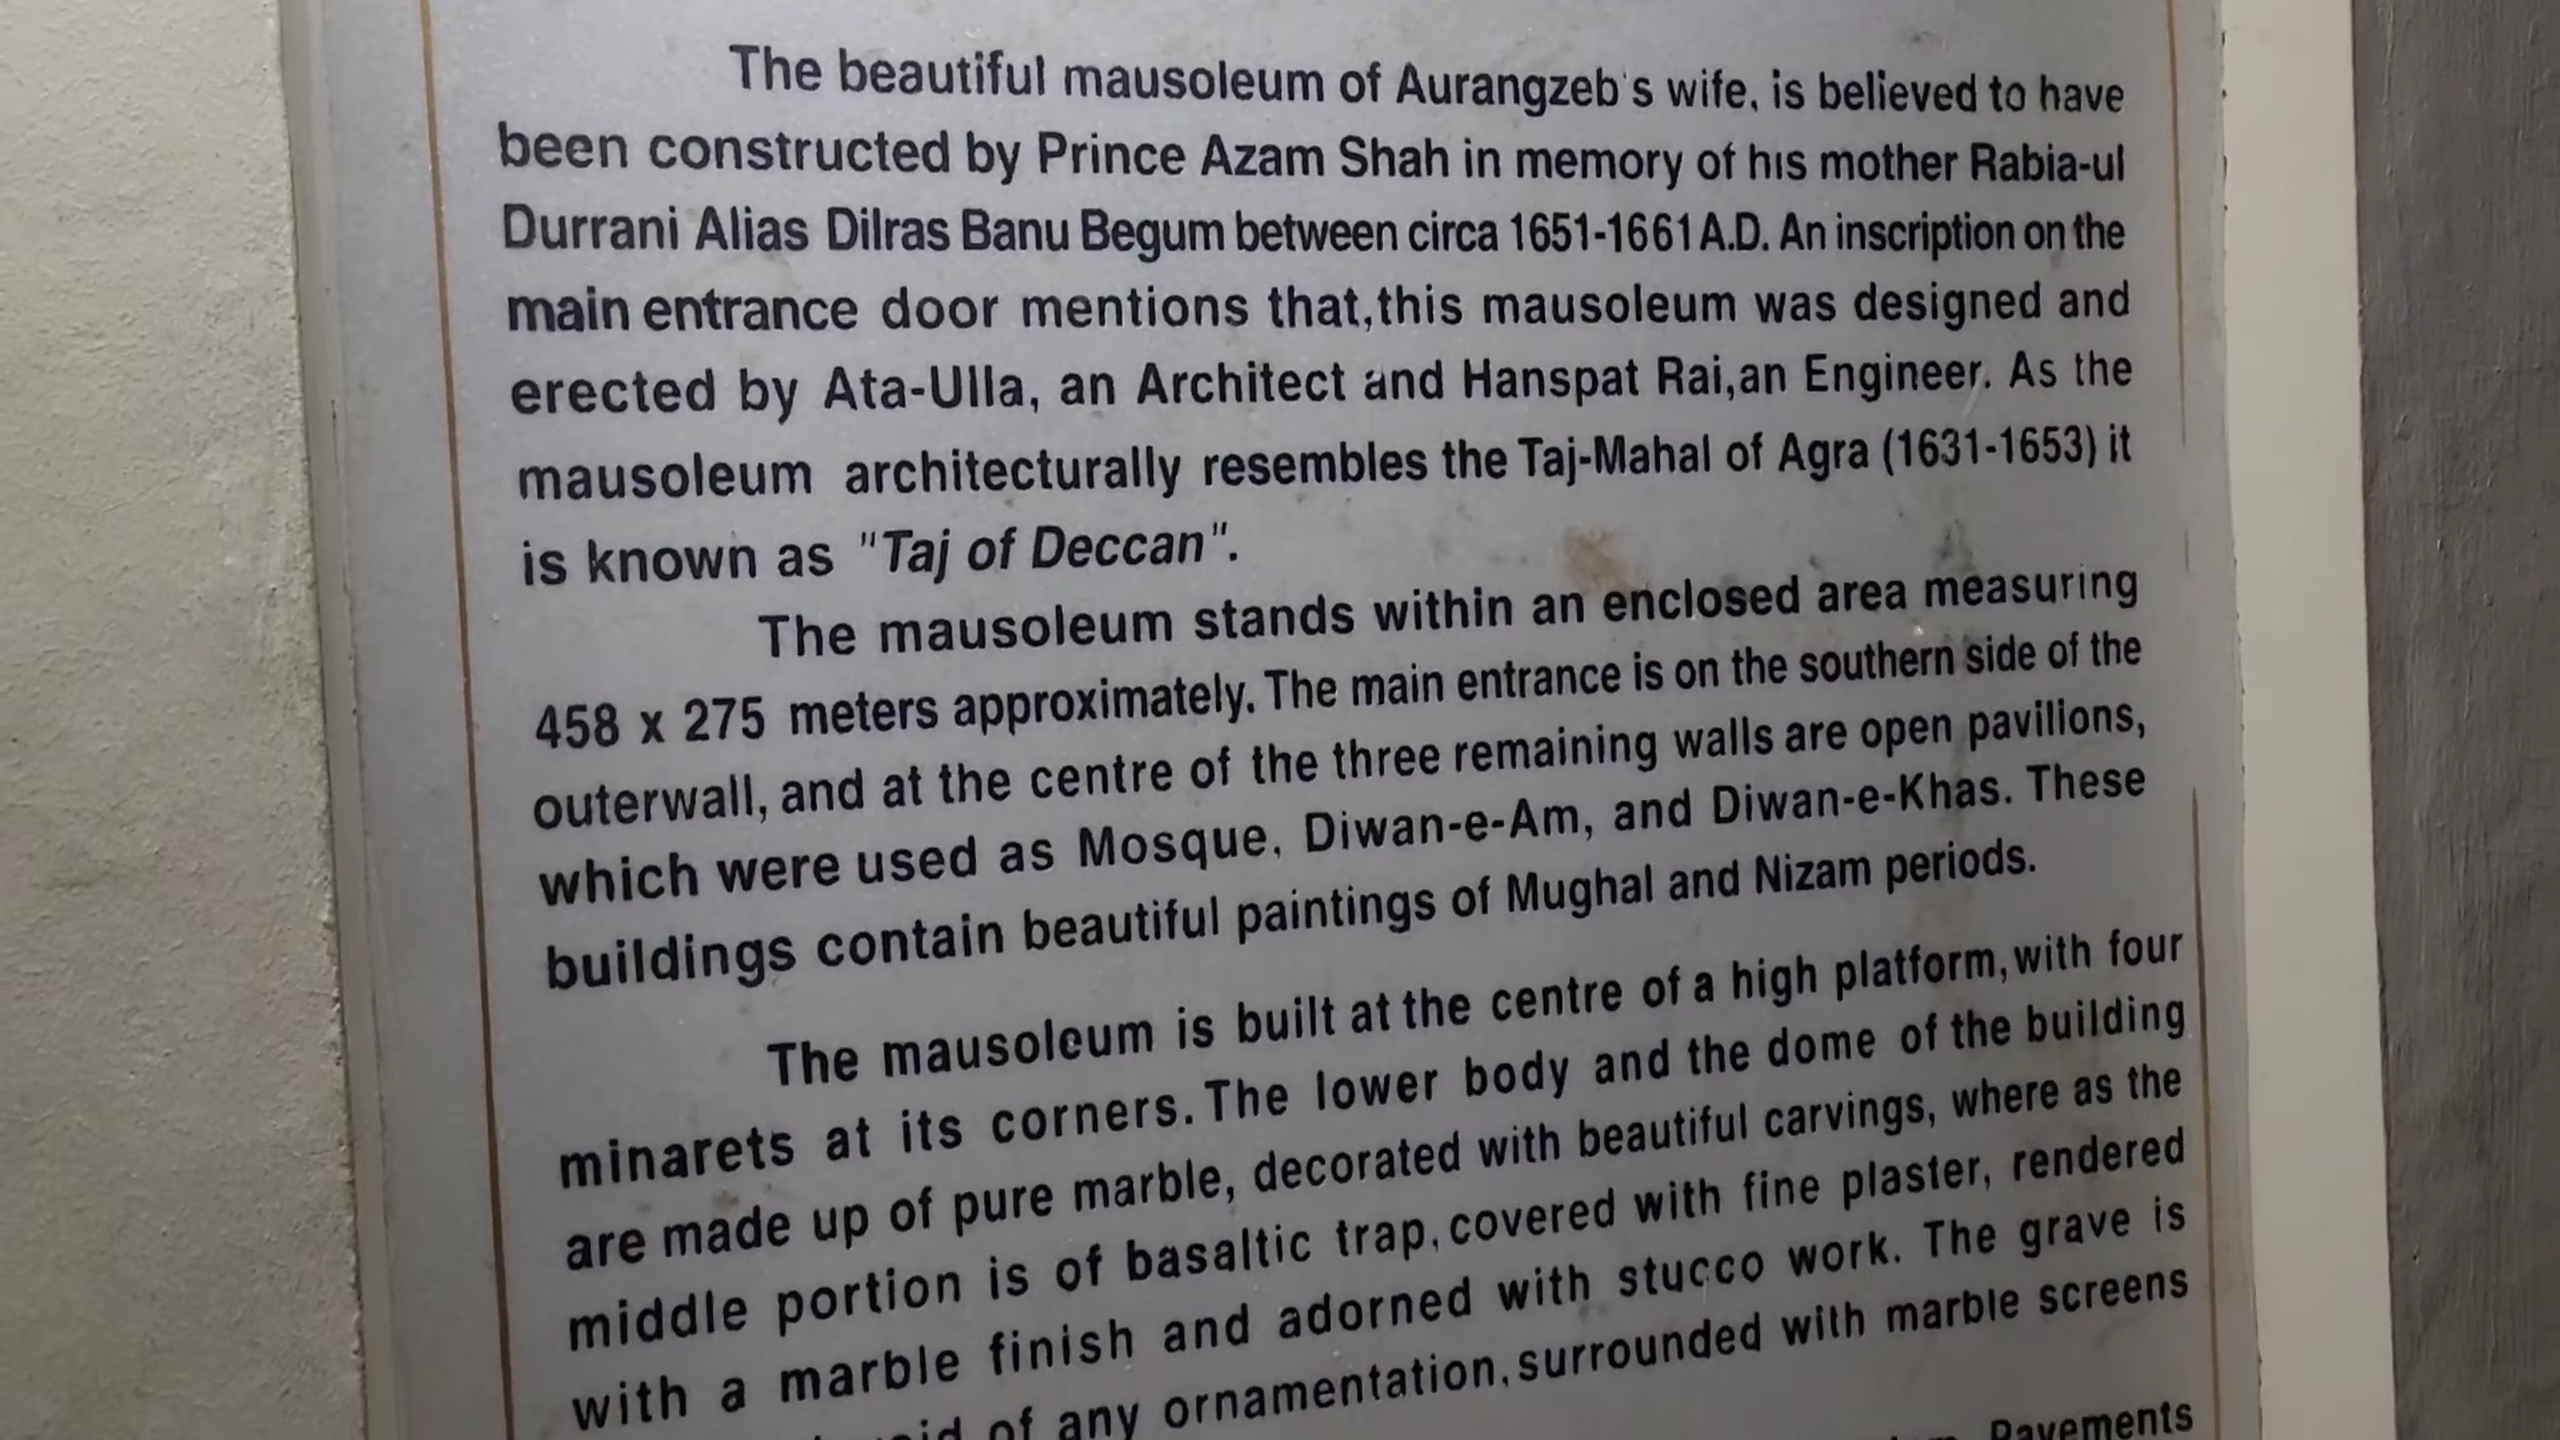 The beautiful mausoleum of Aurangzeb's wife, is believed to have
been constructed by Prince Azam Shah in memory of his mother Rabia-ul
Durrani Alias Dilras Banu Begum between circa 1651-1661 A.D. An inscription on the
main entrance door mentions that,this mausoleum was designed and
erected by Ata-Ulla, an Architect and Hanspat Rai,an Engineer. As the
mausoleum architecturally resembles the Taj-Mahal of Agra (1631-1653) it
is known as "Taj of Deccan".
The mausoleum stands within an enclosed area measuring
458 x 275 meters approximately. The main entrance is on the southern side of the
outerwall, and at the centre of the three remaining walls are open pavilions,
which were used as Mosque, Diwan-e-Am, and Diwan-e-Khas. These
buildings contain beautiful paintings of Mughal and Nizam periods.
The mausoleum is built at the centre of a high platform, with four
minarets at its corners. The lower body and the dome of the building
are made up of pure marble, decorated with beautiful carvings, where as the
middle portion is of basaltic trap, covered with fine plaster, rendered
with a marble finish and adorned with stucco work. The grave is
of any ornamentation, surrounded with marble screens
Pavements